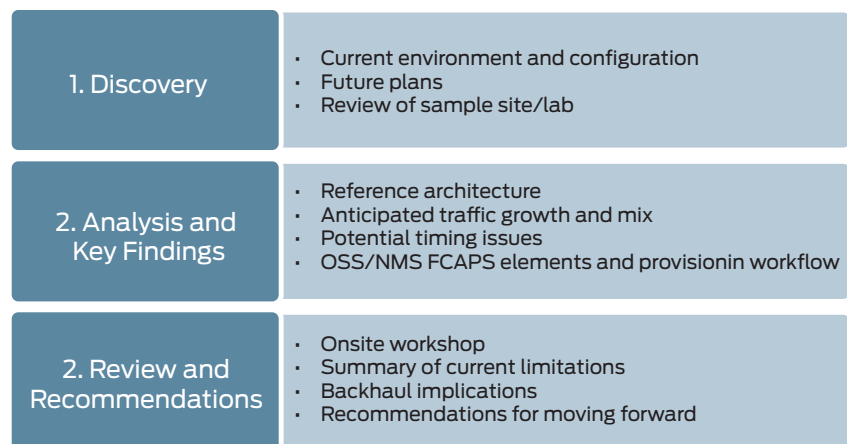 1. Discovery
· Current environment and configuration
· Future plans
· Review of sample site/lab
2. Analysis and
Key Findings
· Reference architecture
· Anticipated traffic growth and mix
· Potential timing issues
· OSS/NMS FCAPS elements and provisionin workflow
2. Review and
Recommendations
· Onsite workshop
· Summary of current limitations
· Backhaul implications
· Recommendations for moving forward